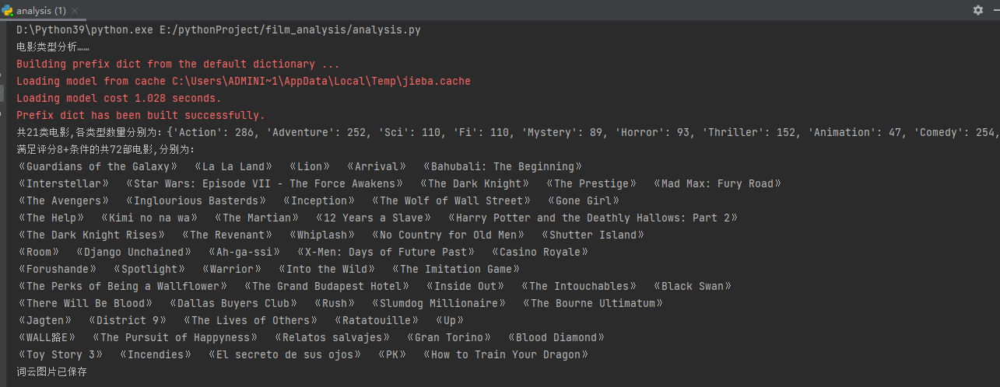 analysis (1)
D:\Python39\python.exe E:/pythonProject/film_analysis/analysis.py
电影类型分析……
Building prefix dict from the default dictionary ...
Loading model from cache C:\Users\ADMINI~1\AppData\Local\Temp\jieba.cache
Loading model cost 1.028 seconds.
Prefix dict has been built successfully.
共21类电影,各类型数量分别为: {'Action': 286, 'Adventure': 252, 'Sci': 110, 'Fi': 110, 'Mystery': 89, 'Horror': 93, 'Thriller': 152, 'Animation': 47, 'Comedy': 254,
满足评分8+条件的共72部电影,分别为:
《Guardians of the Galaxy》 《La La Land》 《Lion》 《Arrival》 《Bahubali: The Beginning》
《Interstellar》 《Star Wars: Episode VII - The Force Awakens》 《The Dark Knight》 《The Prestige》 《Mad Max: Fury Road》
《The Avengers》 《Inglourious Basterds》 《Inception》 《The Wolf of Wall Street》 《Gone Girl》
《The Help》 《Kimi no na wa》 《The Martian》 《12 Years a Slave》 《Harry Potter and the Deathly Hallows: Part 2》
《The Dark Knight Rises》 《The Revenant》 《Whiplash》 《No Country for Old Men》 《Shutter Island》
《Room》 《Django Unchained》 《Ah-ga-ssi》 《X-Men: Days of Future Past》 《Casino Royale》
《Forushande》 《Spotlight》 《Warrior》 《Into the Wild》 《The Imitation Game》
《The Perks of Being a Wallflower》 《The Grand Budapest Hotel》 《Inside Out》 《The Intouchables》 《Black Swan》
《There Will Be Blood》 《Dallas Buyers Club》 《Rush》 《Slumdog Millionaire》 《The Bourne Ultimatum》
《Jagten》 《District 9》 《The Lives of Others》 《Ratatouille》 《Up》
《WALL路E》 《The Pursuit of Happyness》 《Relatos salvajes》 《Gran Torino》 《Blood Diamond》
《Toy Story 3》 《Incendies》 《El secreto de sus ojos》 《PK》 《How to Train Your Dragon》
词云图片已保存